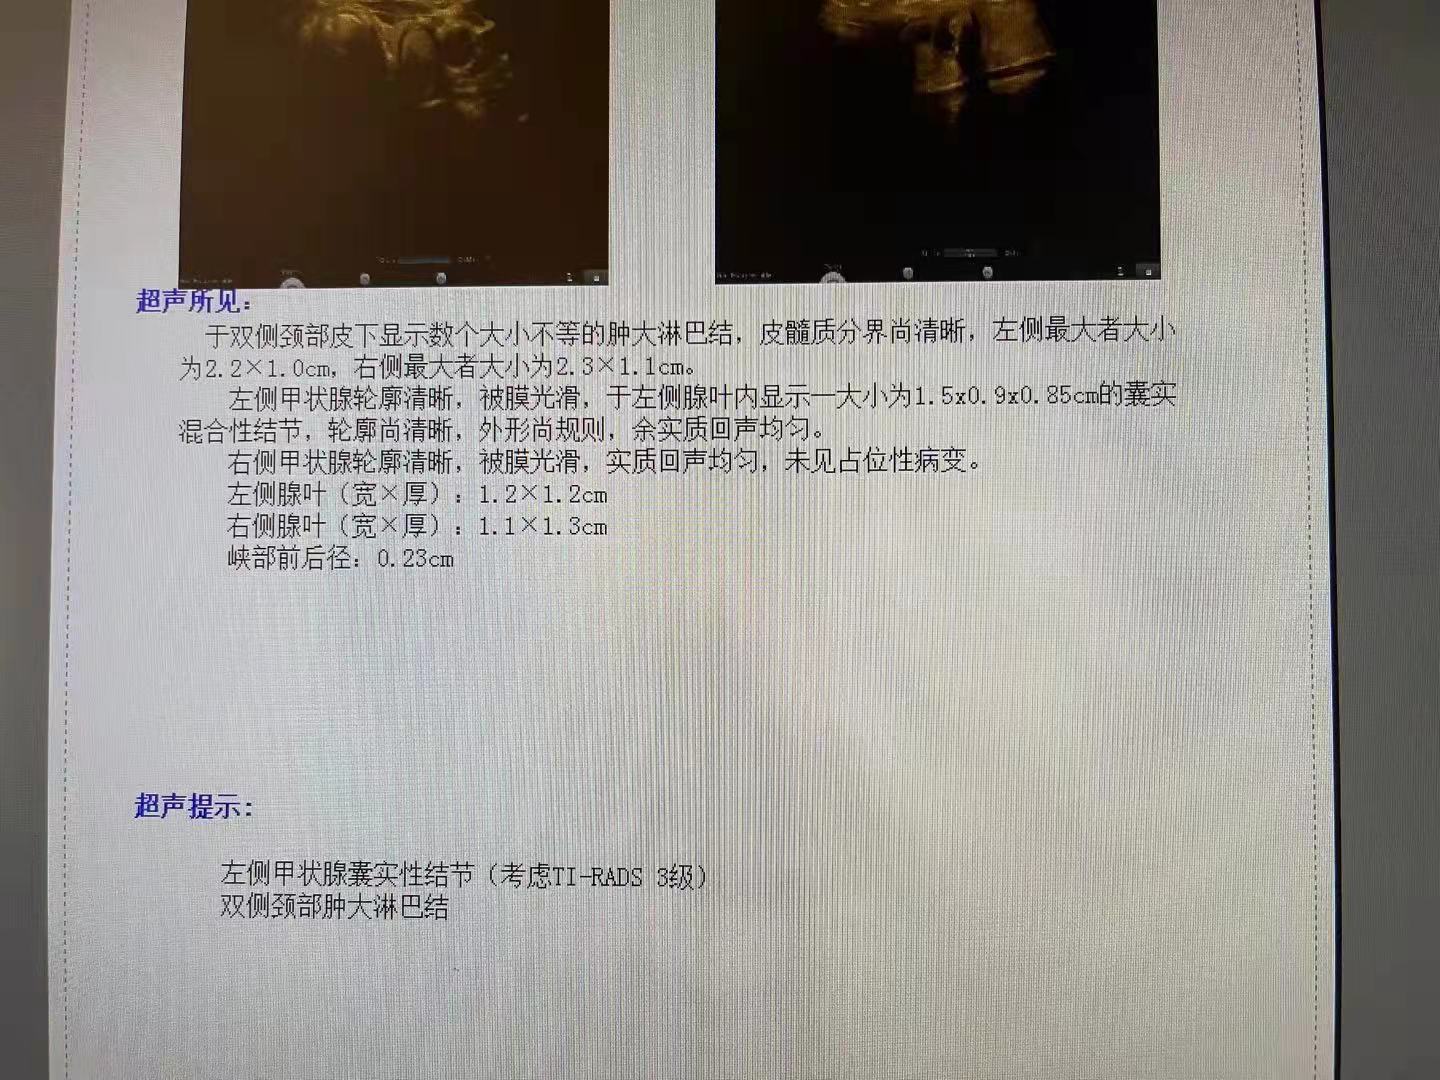 超声所见：
于双侧颈部皮下显示数个大小不等的肿大淋巴结，皮髓质分界尚清晰，左侧最大者大小
为2.2×1.0cm，右侧最大者大小为2.3×1.1cm。
左侧甲状腺轮廓清晰，被膜光滑，于左侧腺叶内显示一大小为1.5x0.9x0.85cm的囊实
混合性结节，轮廓尚清晰，外形尚规则，余实质回声均匀。
右侧甲状腺轮廓清晰，被膜光滑，实质回声均匀，未见占位性病变。
左侧腺叶（宽×厚）：1.2×1.2cm
右侧腺叶（宽×厚）：1.1×1.3cm
峡部前后径：0.23cm
超声提示：
左侧甲状腺囊实性结节（考虑TI-RADS 3级）
双侧颈部肿大淋巴结